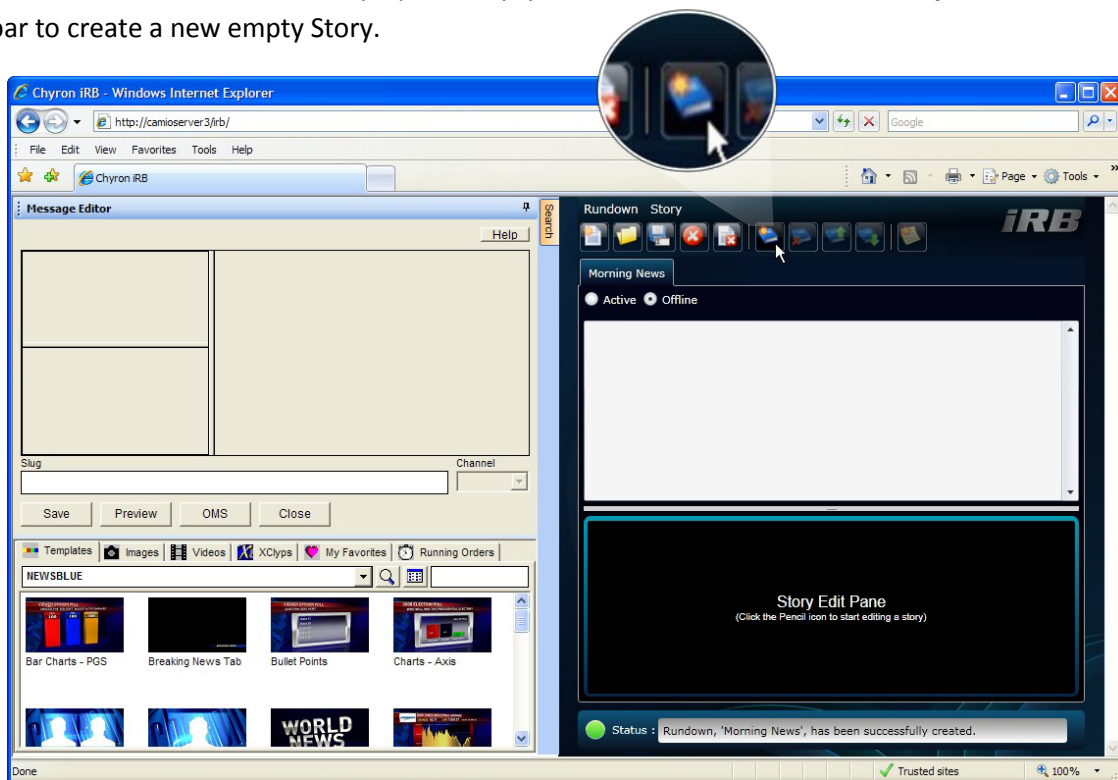 bar to create a new empty Story.
Chyron iRB - Windows Internet Explorer
http://camioserver3/irb/
Google
File Edit View Favorites Tools Help
Chyron iRB
Page Tools
Message Editor
Help
Search
Rundown Story
iRB
Morning News
Active Offline
Slug
Channel
Save Preview OMS Close
Templates Images Videos XClyps My Favorites Running Orders
NEWSBLUE
Bar Charts - PGS Breaking News Tab Bullet Points Charts - Axis
WORLD
NEWS
Story Edit Pane
(Click the Pencil icon to start editing a story)
Status : Rundown, 'Morning News', has been successfully created.
Done
Trusted sites
100%